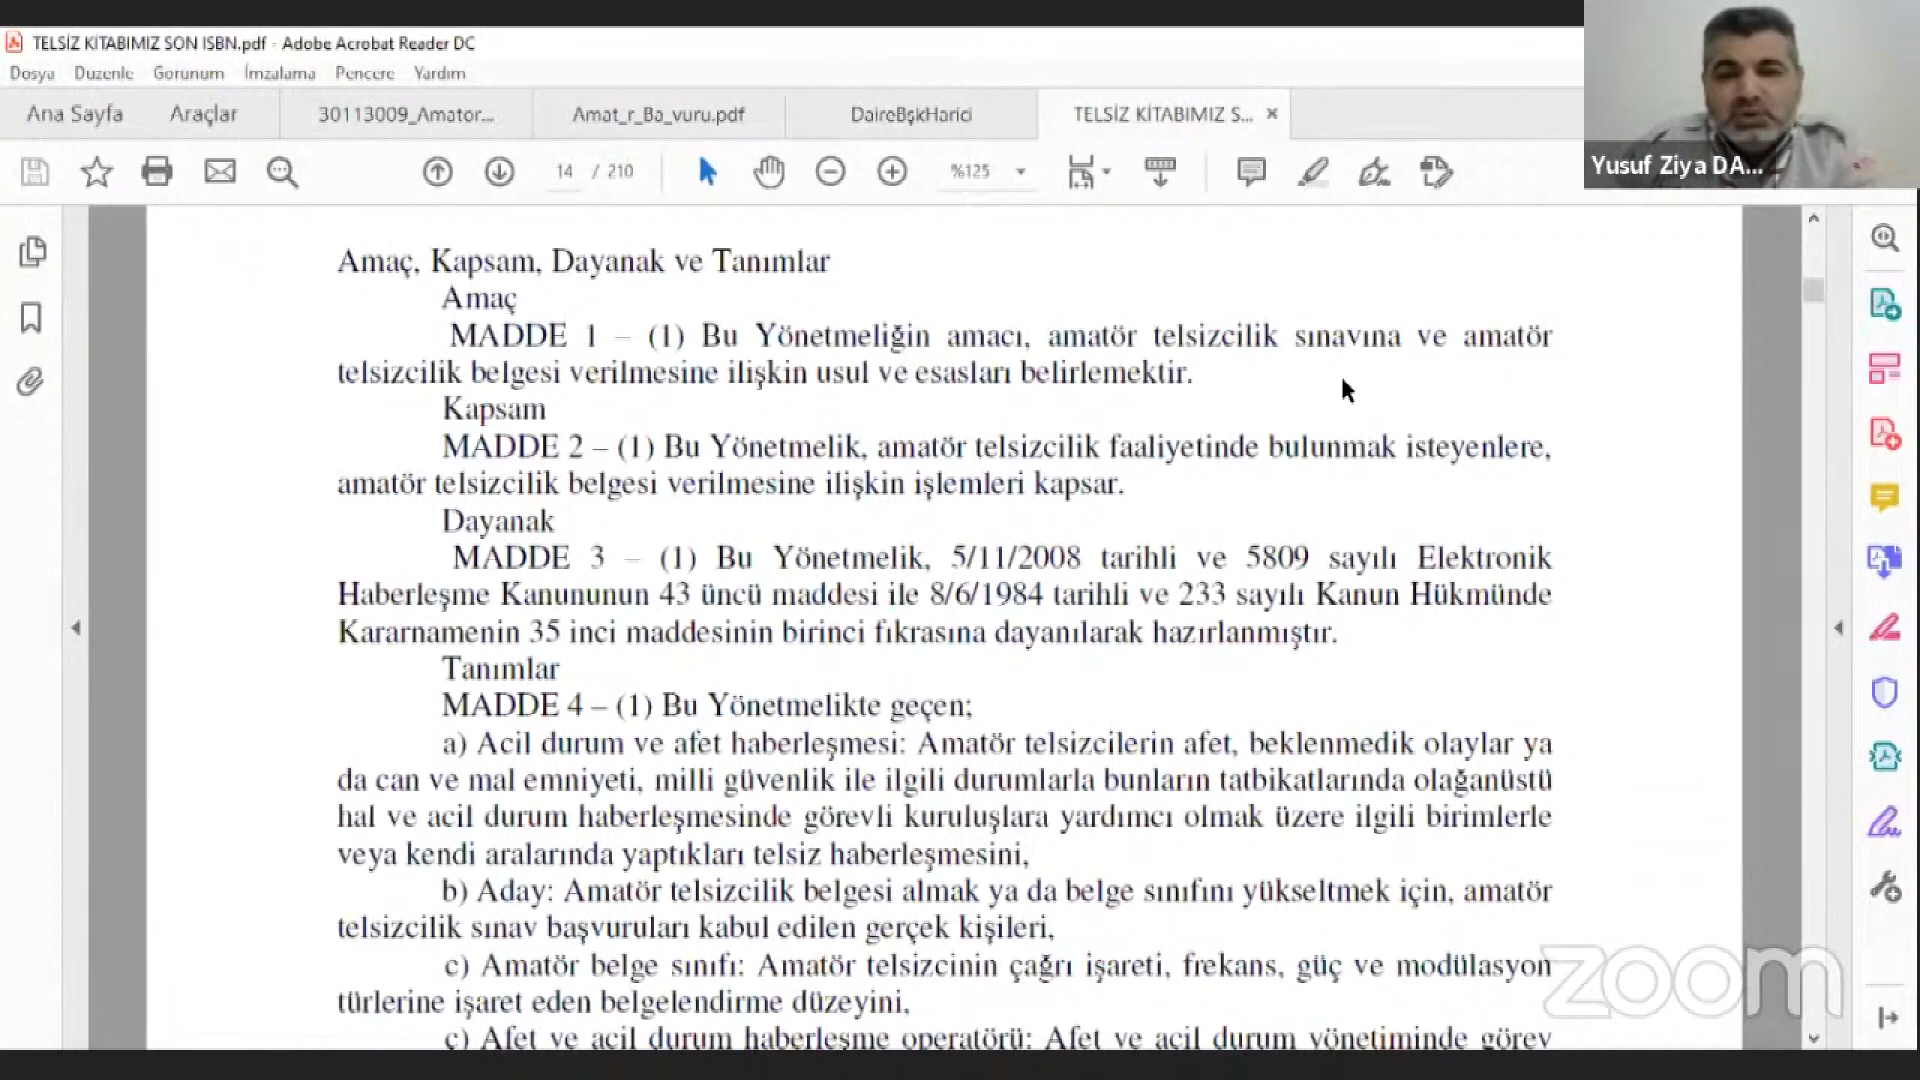 TELSİZ KİTABIMIZ SON ISBN.pdf - Adobe Acrobat Reader DC
Dosya Duzenle Gorunum İmzalama Pencere Yardım
Ana Sayfa Araçlar 30113009_Amator... Amat_r_Ba_vuru.pdf DaireBşkHarici TELSİZ KİTABIMIZ S... ×
14 / 210 %125
Yusuf Ziya DA...
Amaç, Kapsam, Dayanak ve Tanımlar
Amaç
MADDE 1 – (1) Bu Yönetmeliğin amacı, amatör telsizcilik sınavına ve amatör
telsizcilik belgesi verilmesine ilişkin usul ve esasları belirlemektir.
Kapsam
MADDE 2 – (1) Bu Yönetmelik, amatör telsizcilik faaliyetinde bulunmak isteyenlere,
amatör telsizcilik belgesi verilmesine ilişkin işlemleri kapsar.
Dayanak
MADDE 3 – (1) Bu Yönetmelik, 5/11/2008 tarihli ve 5809 sayılı Elektronik
Haberleşme Kanununun 43 üncü maddesi ile 8/6/1984 tarihli ve 233 sayılı Kanun Hükmünde
Kararnamenin 35 inci maddesinin birinci fıkrasına dayanılarak hazırlanmıştır.
Tanımlar
MADDE 4 – (1) Bu Yönetmelikte geçen;
a) Acil durum ve afet haberleşmesi: Amatör telsizcilerin afet, beklenmedik olaylar ya
da can ve mal emniyeti, milli güvenlik ile ilgili durumlarla bunların tatbikatlarında olağanüstü
hal ve acil durum haberleşmesinde görevli kuruluşlara yardımcı olmak üzere ilgili birimlerle
veya kendi aralarında yaptıkları telsiz haberleşmesini,
b) Aday: Amatör telsizcilik belgesi almak ya da belge sınıfını yükseltmek için, amatör
telsizcilik sınav başvuruları kabul edilen gerçek kişileri,
c) Amatör belge sınıfı: Amatör telsizcinin çağrı işareti, frekans, güç ve modülasyon
türlerine işaret eden belgelendirme düzeyini,
ç) Afet ve acil durum haberleşme operatörü: Afet ve acil durum yönetiminde görev
zoom